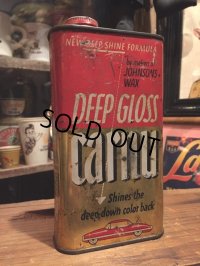 NEW DEEP SHINE FORMULA
by makers of
JOHNSON'S
WAX
DEEP GLOSS
carnu
SOLD OUT
Shines the
deep-down color back